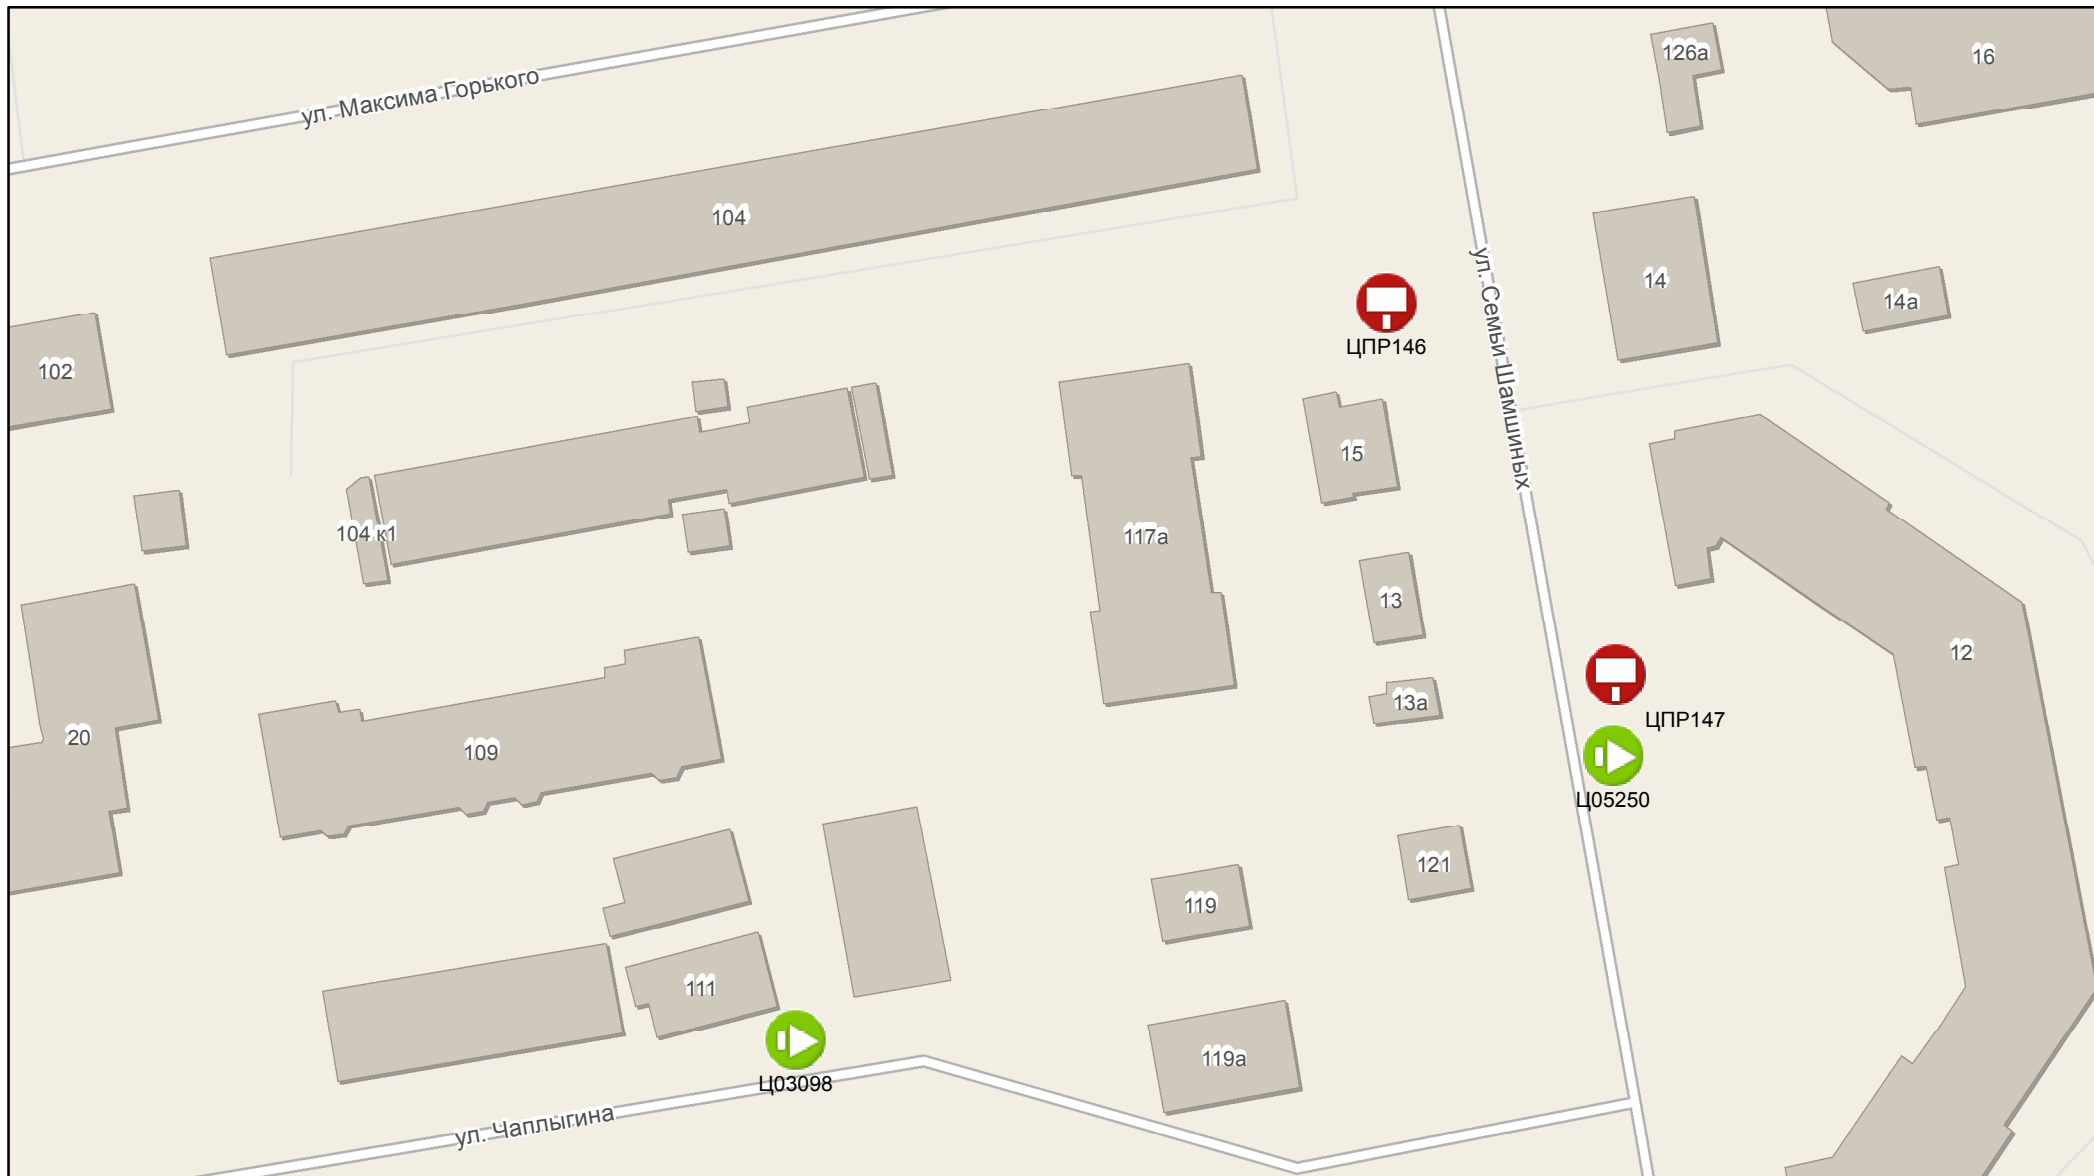 126а
16
ул. Максима Горького
104
ул. Семьи Шамшиных
14
14а
ЦПР146
102
15
104 к1
117а
13
12
13а
ЦПР147
20
109
Ц05250
121
119
111
119а
Ц03098
ул. Чаплыгина